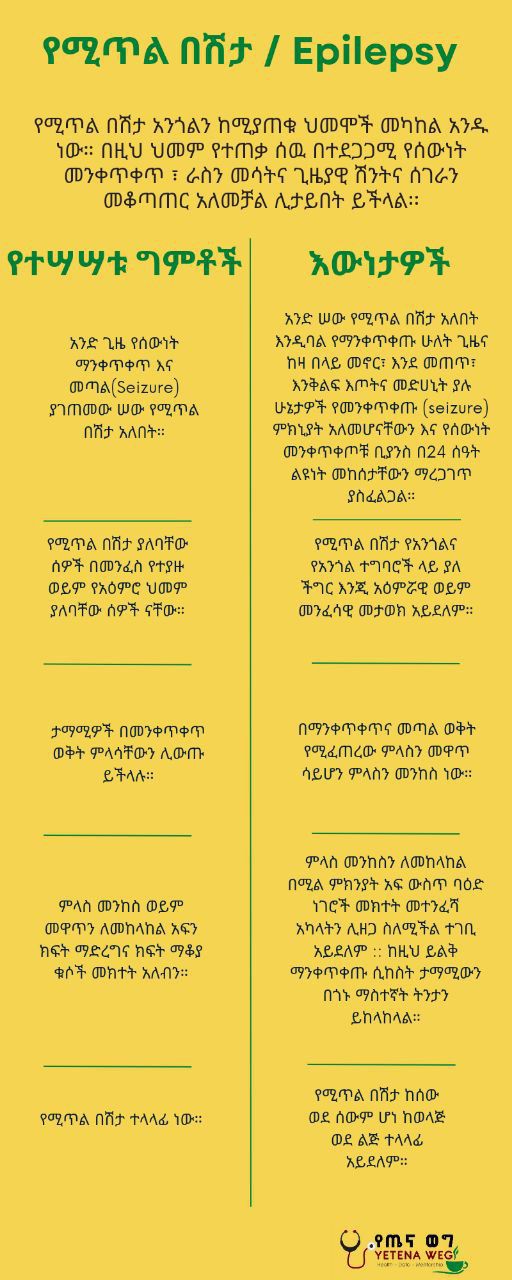 የሚጥል በሽታ / Epilepsy
የሚጥል በሽታ አንጎልን ከሚያጠቁ ህመሞች መካከል አንዱ
ነው። በዚህ ህመም የተጠቃ ሰዉ በተደጋጋሚ የሰውነት
መንቀጥቀጥ ፣ ራስን መሳትና ጊዜያዊ ሽንትና ሰገራን
መቆጣጠር አለመቻል ሊታይበት ይችላል፡፡
የተሣሣቱ ግምቶች
አንድ ጊዜ የሰውነት
ማንቀጥቀጥ እና
መጣል(Seizure)
ያገጠመው ሠው የሚጥል
በሽታ አለበት።
የሚጥል በሽታ ያለባቸው
ሰዎች በመንፈስ የተያዙ
ወይም የአዕምሮ ህመም
ያለባቸው ሰዎች ናቸው።
ታማሚዎች በመንቀጥቀጥ
ወቅት ምላሳቸውን ሊውጡ
ይችላሉ።
ምላስ መንከስ ወይም
መዋጥን ለመከላከል አፍን
ክፍት ማድረግና ክፍት ማቆያ
ቁሶች መክተት አለብን።
የሚጥል በሽታ ተላላፊ ነው።
እውነታዎች
አንድ ሠው የሚጥል በሽታ አለበት
እንዲባል የማንቀጥቀጡ ሁለት ጊዜና
ከዛ በላይ መኖር፣ እንደ መጠጥ፣
እንቅልፍ እጦትና መድሀኒት ያሉ
ሁኔታዎች የመንቀጥቀጡ (seizure)
ምክኒያት አለመሆናቸውን እና የሰውነት
መንቀጥቀጦቹ ቢያንስ በ24 ሰዓት
ልዩነት መከሰታቸውን ማረጋገጥ
ያስፈልጋል።
የሚጥል በሽታ የአንጎልና
የአንጎል ተግባሮች ላይ ያለ
ችግር እንጂ አዕምሯዊ ወይም
መንፈሳዊ መታወክ አይደለም።
በማንቀጥቀጥና መጣል ወቅት
የሚፈጠረው ምላስን መዋጥ
ሳይሆን ምላስን መንከስ ነው።
ምላስ መንከስን ለመከላከል
በሚል ምክንያት አፍ ውስጥ ባዕድ
ነገሮች መክተት መተንፈሻ
አካላትን ሊዘጋ ስለሚችል ተገቢ
አይደለም :: ከዚህ ይልቅ
ማንቀጥቀጡ ሲከስት ታማሚውን
በጎኑ ማስተኛት ትንታን
ይከላከላል።
የሚጥል በሽታ ከሰው
ወደ ሰውም ሆነ ከወላጅ
ወደ ልጅ ተላላፊ
አይደለም።
የጤና ወግ
YETENA WEG
Health - Data - Mentorship